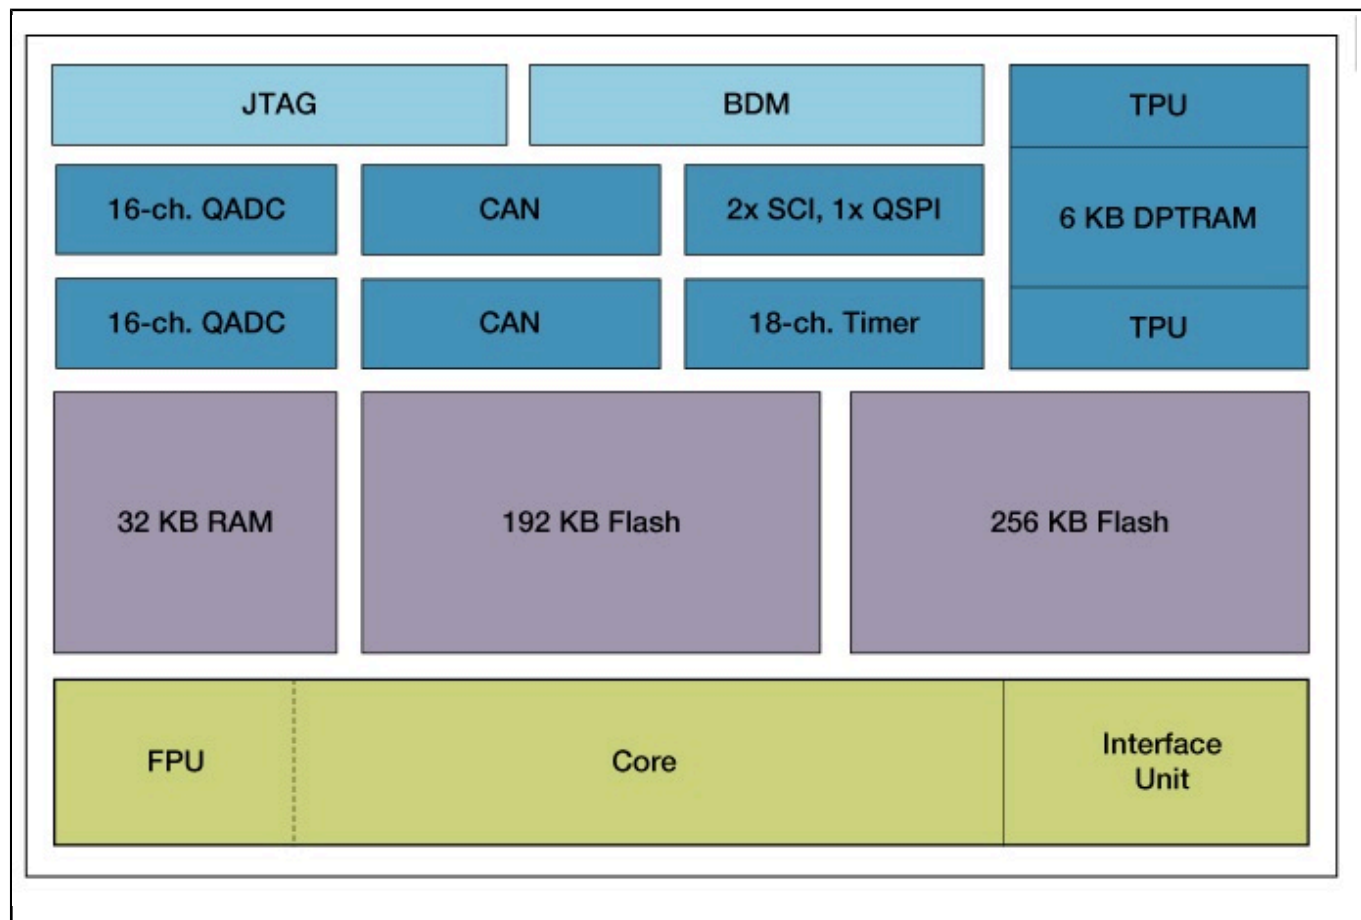 JTAG
BDM
TPU
16-ch. QADC
CAN
2x SCI, 1x QSPI
6 KB DPTRAM
16-ch. QADC
CAN
18-ch. Timer
TPU
32 KB RAM
192 KB Flash
256 KB Flash
FPU
Core
Interface
Unit